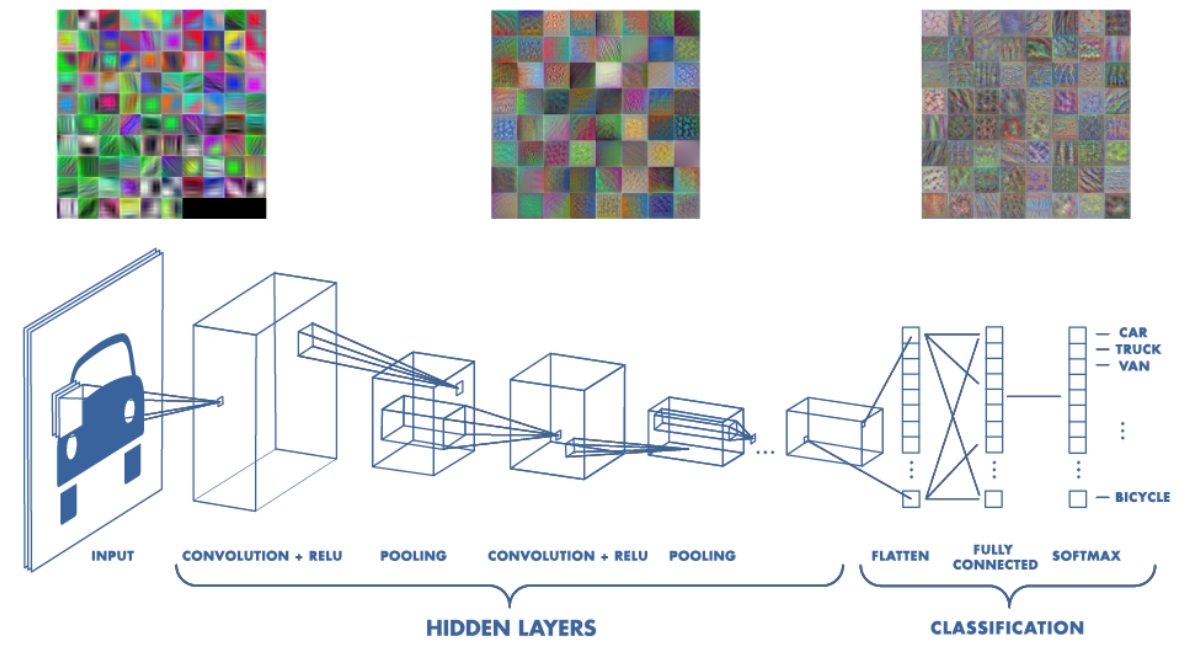 CAR
TRUCK
VAN
BICYCLE
INPUT
CONVOLUTION + RELU
POOLING
CONVOLUTION + RELU
POOLING
FLATTEN
FULLY
CONNECTED
SOFTMAX
HIDDEN LAYERS
CLASSIFICATION